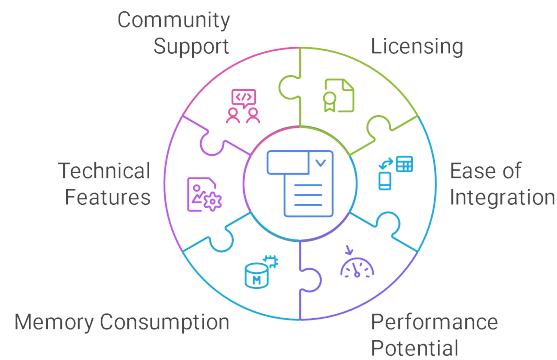 Community
Support
Licensing
Technical
Features
Ease of
Integration
Memory Consumption
Performance
Potential
M